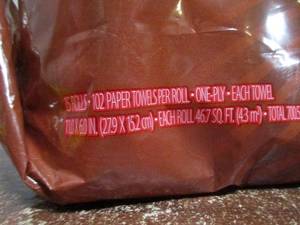 15 ROLLS • 102 PAPER TOWELS PER ROLL • ONE-PLY • EACH TOWEL
11.0 X 6.0 IN. (27.9 X 15.2 cm) • EACH ROLL 46.7 SQ. FT. (4.3 m²) • TOTAL 700.5